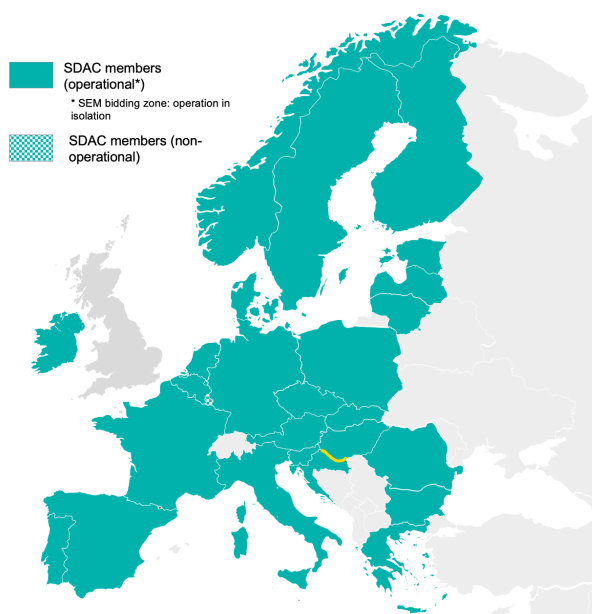 SDAC members
(operational*)
* SEM bidding zone: operation in
isolation
SDAC members (non-
operational)